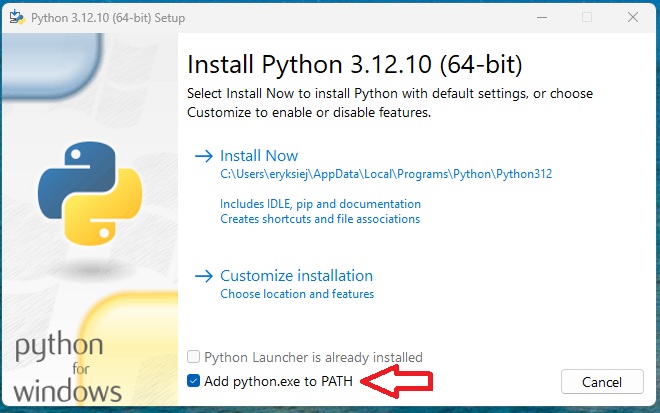 Python 3.12.10 (64-bit) Setup
Install Python 3.12.10 (64-bit)
Select Install Now to install Python with default settings, or choose
Customize to enable or disable features.
Install Now
C:\Users\eryksiej\AppData\Local\Programs\Python\Python312
Includes IDLE, pip and documentation
Creates shortcuts and file associations
Customize installation
Choose location and features
python
for
windows
Python Launcher is already installed
Add python.exe to PATH
Cancel